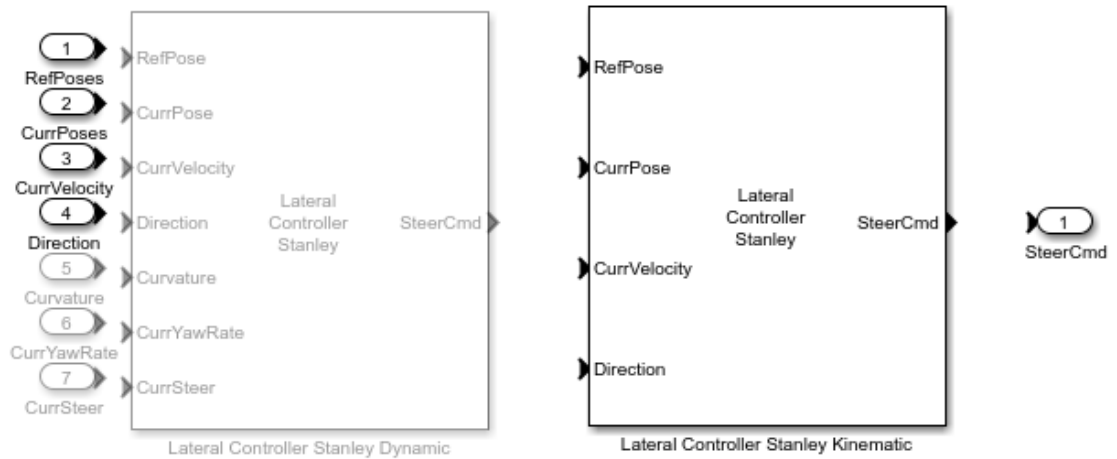 1
RefPoses
2
CurrPoses
3
CurrVelocity
4
Direction
5
Curvature
6
CurrYawRate
7
CurrSteer
RefPose
CurrPose
CurrVelocity
Direction
Curvature
CurrYawRate
CurrSteer
Lateral
Controller
Stanley
SteerCmd
Lateral Controller Stanley Dynamic
RefPose
CurrPose
CurrVelocity
Direction
Lateral
Controller
Stanley
SteerCmd
Lateral Controller Stanley Kinematic
1
SteerCmd